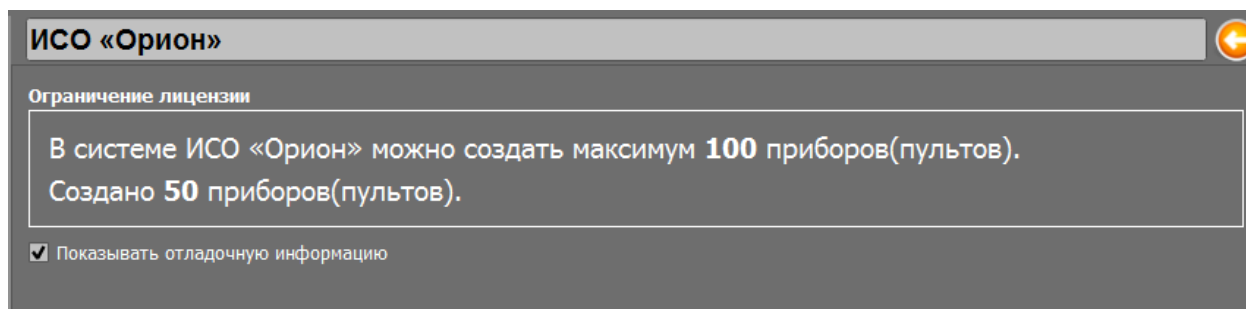 ИСО «Орион»
Ограничение лицензии
В системе ИСО «Орион» можно создать максимум 100 приборов(пультов).
Создано 50 приборов(пультов).
Показывать отладочную информацию